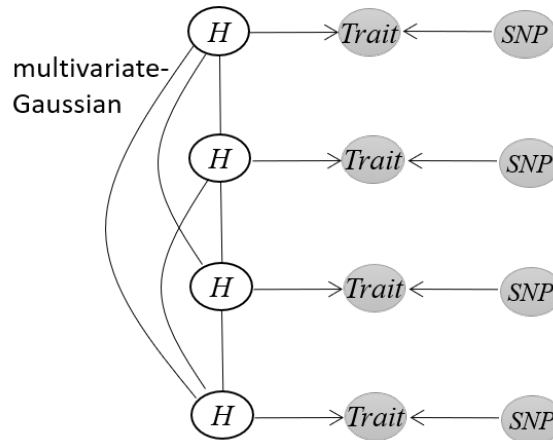 H Trait SNP
multivariate-
Gaussian
H Trait SNP
H Trait SNP
H Trait SNP